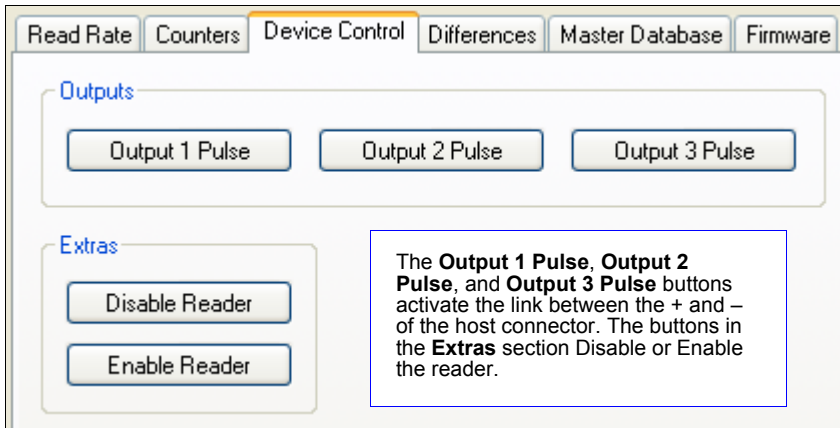 Read Rate Counters Device Control Differences Master Database Firmware
Outputs
Output 1 Pulse Output 2 Pulse Output 3 Pulse
Extras
Disable Reader
Enable Reader
The Output 1 Pulse, Output 2
Pulse, and Output 3 Pulse buttons
activate the link between the + and –
of the host connector. The buttons in
the Extras section Disable or Enable
the reader.